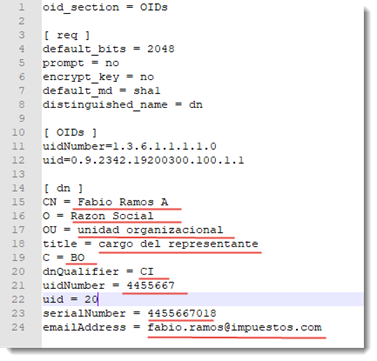 1 oid_section = OIDs
2
3 [ req ]
4 default_bits = 2048
5 prompt = no
6 encrypt_key = no
7 default_md = sha1
8 distinguished_name = dn
9
10 [ OIDs ]
11 uidNumber=1.3.6.1.1.1.1.0
12 uid=0.9.2342.19200300.100.1.1
13
14 [ dn ]
15 CN = Fabio Ramos A
16 O = Razon Social
17 OU = unidad organizacional
18 title = cargo del representante
19 C = BO
20 dnQualifier = CI
21 uidNumber = 4455667
22 uid = 20
23 serialNumber = 4455667018
24 emailAddress = fabio.ramos@impuestos.com